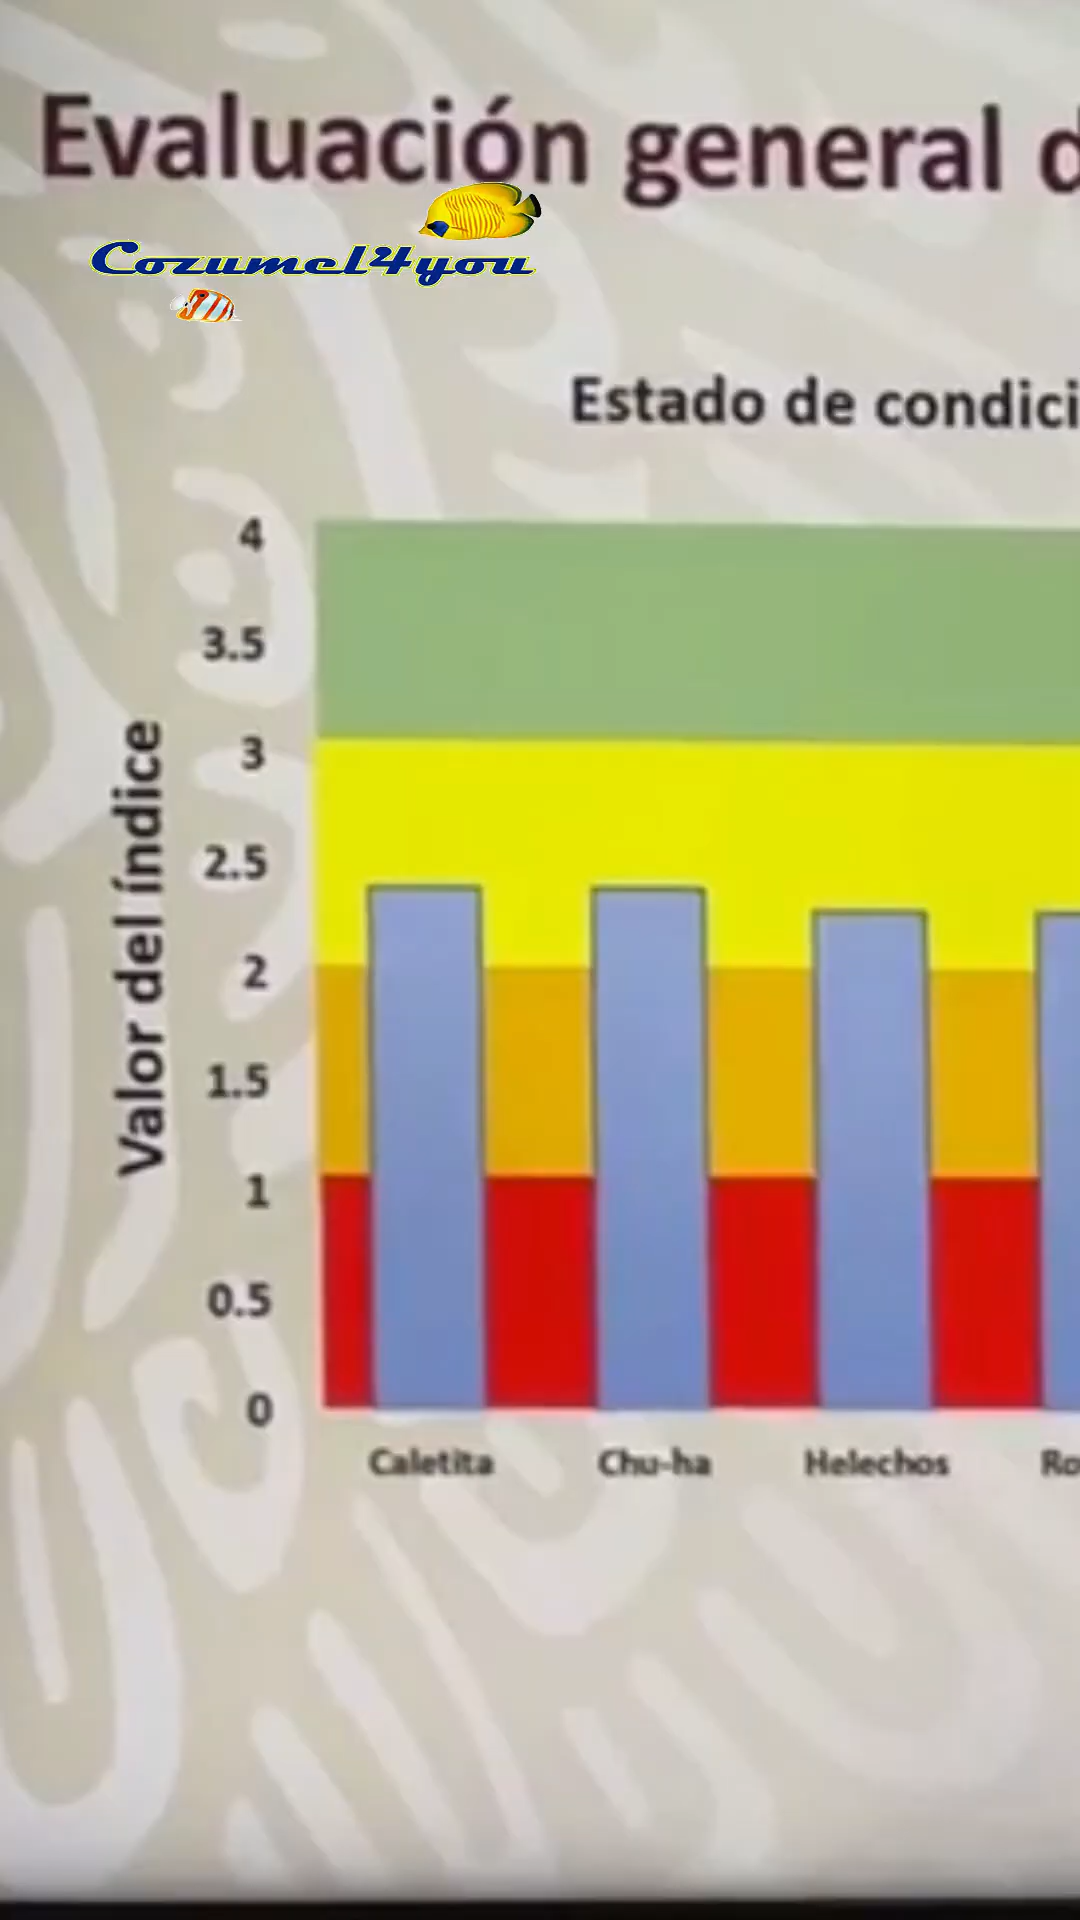 Evaluación general d
Cozumel4you
Estado de condici
4
3.5
3
2.5
2
1.5
1
0.5
0
Valor del índice
Caletita Chu-ha Helechos Ro